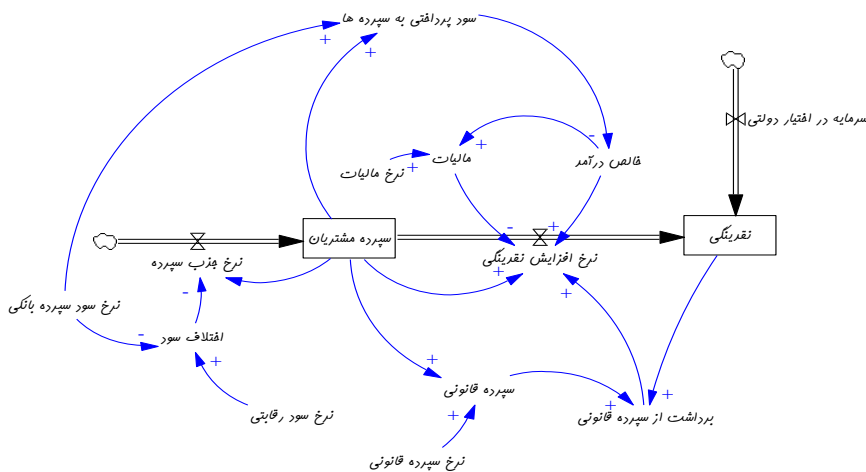 سود پرداختی به سپرده ها
سرمایه در اختیار دولتی
مالیات
خالص درآمد
نرخ مالیات
سپرده مشتریان
نقدینگی
نرخ جذب سپرده
نرخ افزایش نقدینگی
نرخ سود سپرده بانکی
اختلاف سود
سپرده قانونی
نرخ سود رقابتی
برداشت از سپرده قانونی
نرخ سپرده قانونی